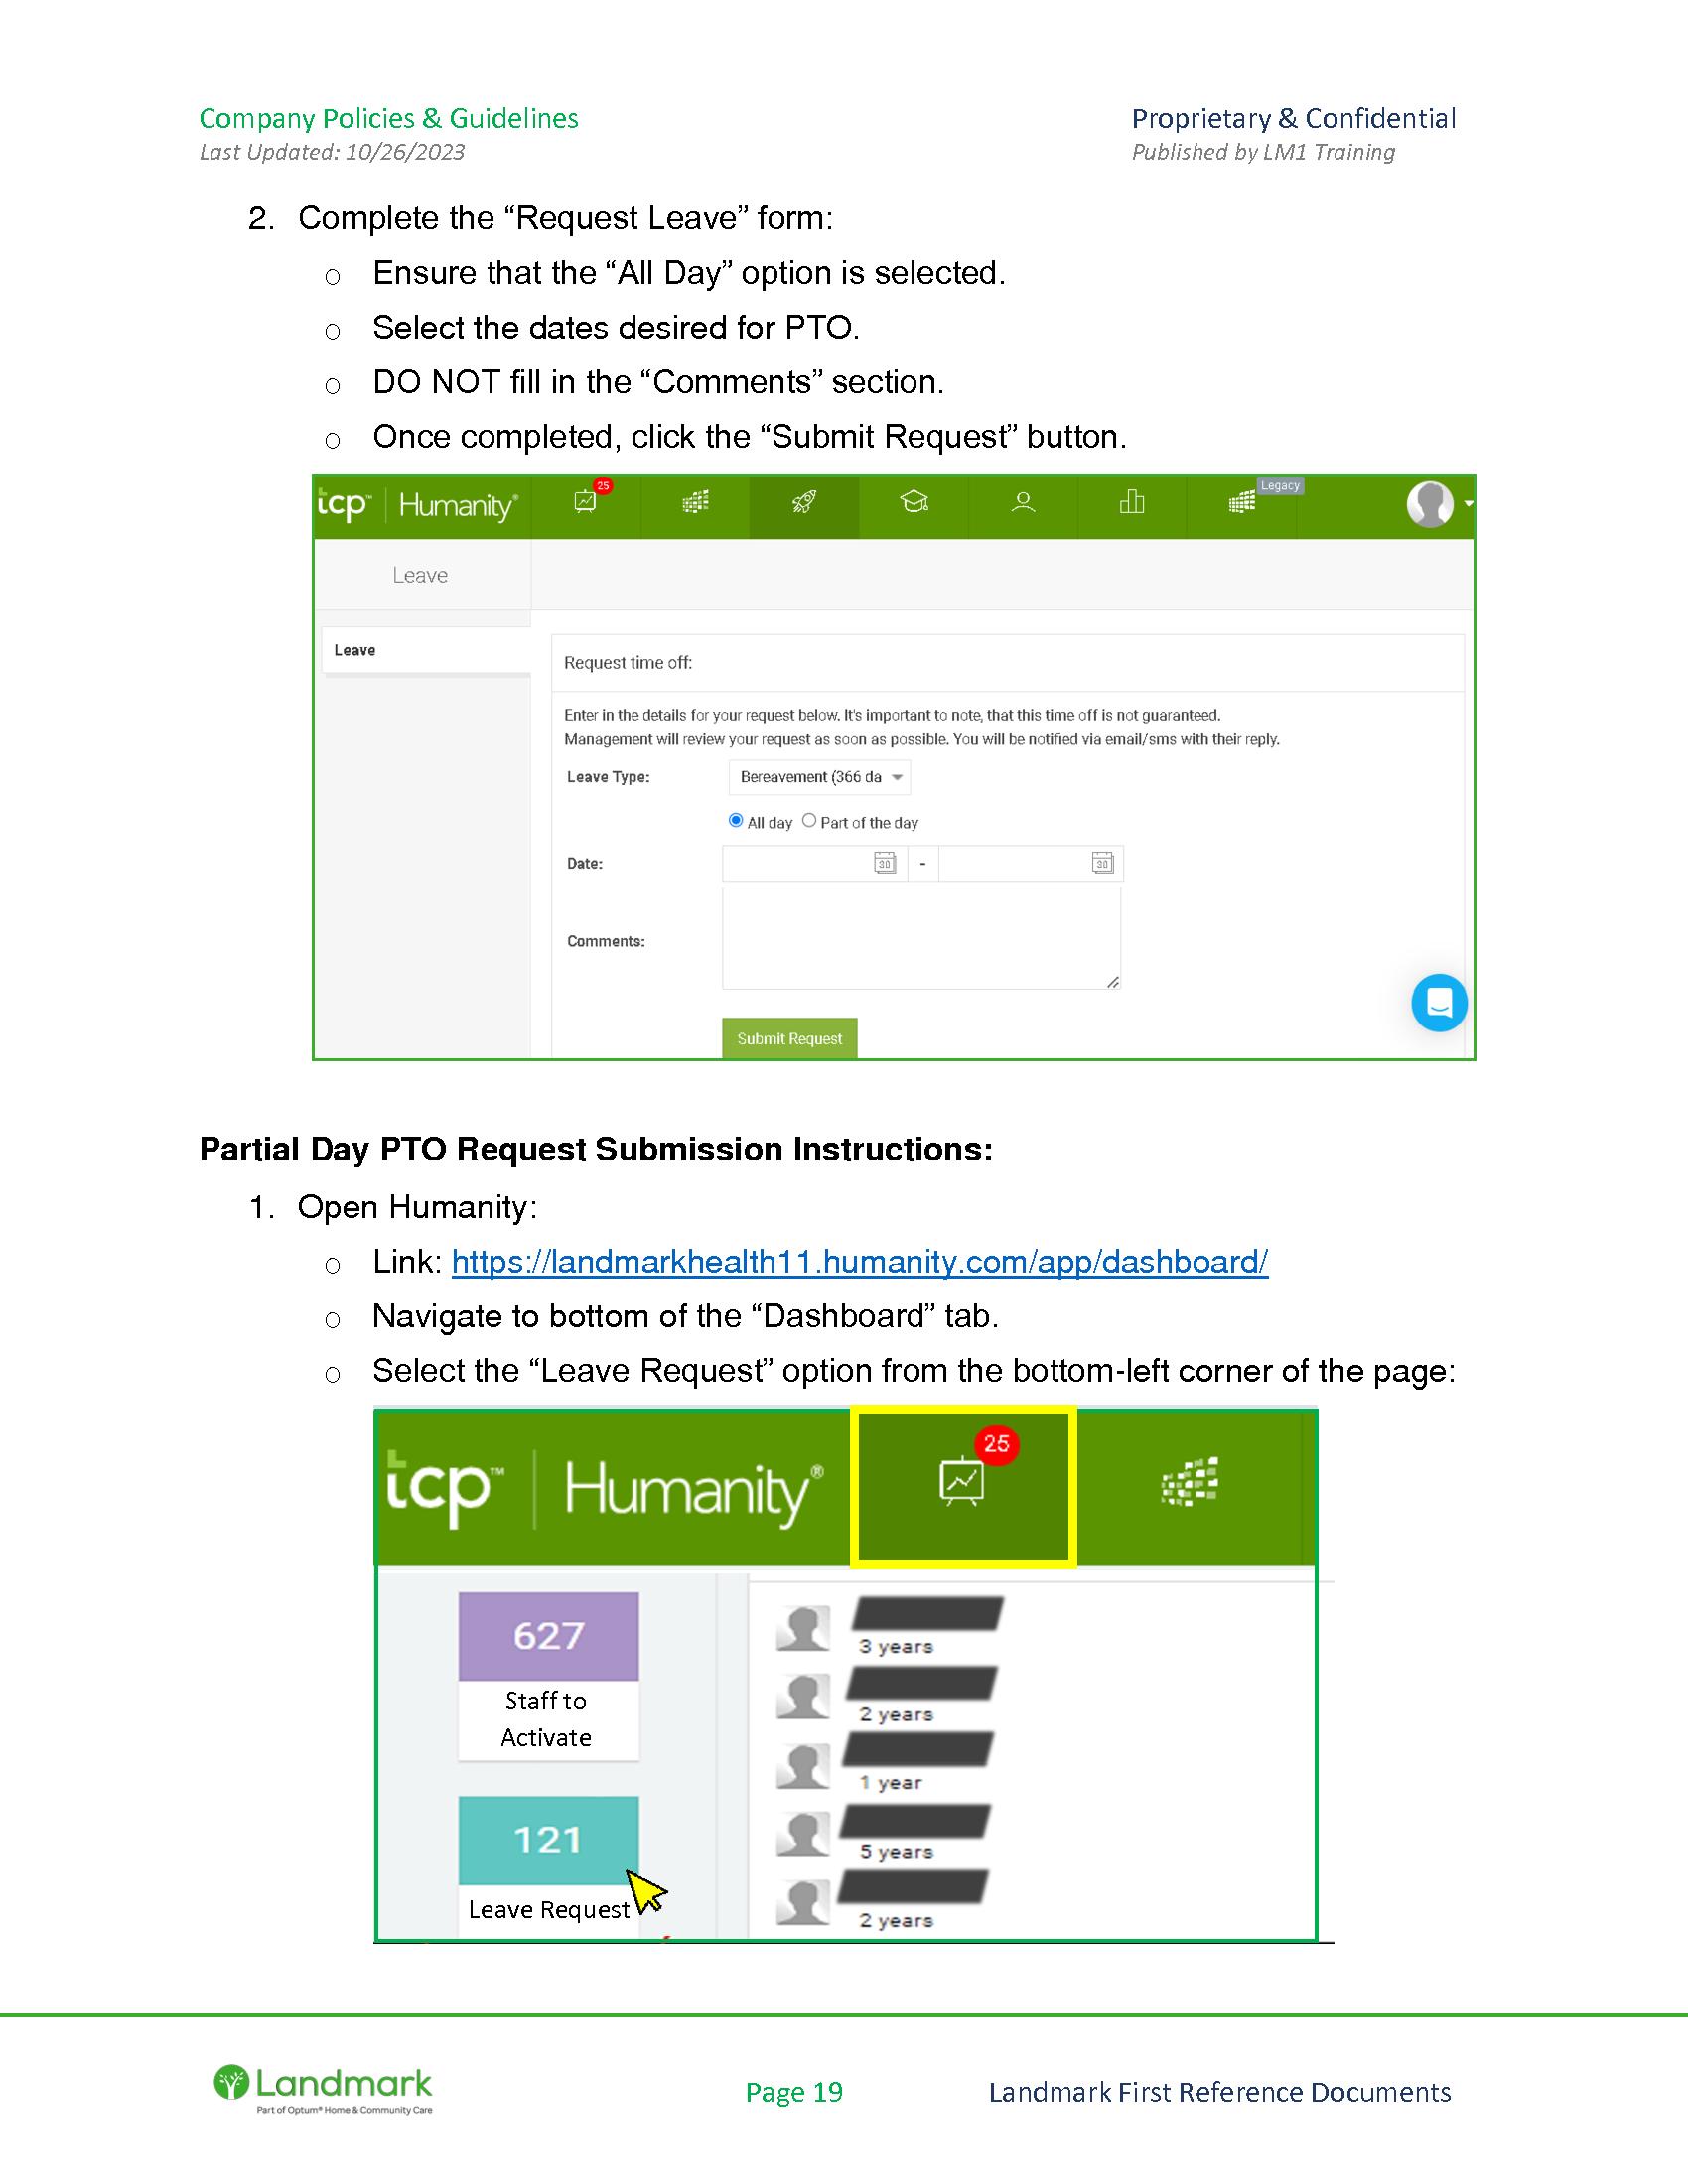 Company Policies & Guidelines
Proprietary & Confidential
Last Updated: 10/26/2023
Published by LM1 Training
2. Complete the “Request Leave” form:
o Ensure that the “All Day” option is selected.
o Select the dates desired for PTO.
o DO NOT fill in the “Comments” section.
o Once completed, click the “Submit Request” button.
tcp™ | Humanity®
25
Legacy
Leave
Leave
Request time off:
Enter in the details for your request below. It's important to note, that this time off is not guaranteed.
Management will review your request as soon as possible. You will be notified via email/sms with their reply.
Leave Type: Bereavement (366 da
All day Part of the day
Date: 30 - 30
Comments:
Submit Request
Partial Day PTO Request Submission Instructions:
1. Open Humanity:
o Link: https://landmarkhealth11.humanity.com/app/dashboard/
o Navigate to bottom of the “Dashboard” tab.
o Select the “Leave Request” option from the bottom-left corner of the page:
tcp™ | Humanity®
25
627
Staff to
Activate
121
Leave Request
3 years
2 years
1 year
5 years
2 years
Landmark
Part of Optum® Home & Community Care
Page 19
Landmark First Reference Documents